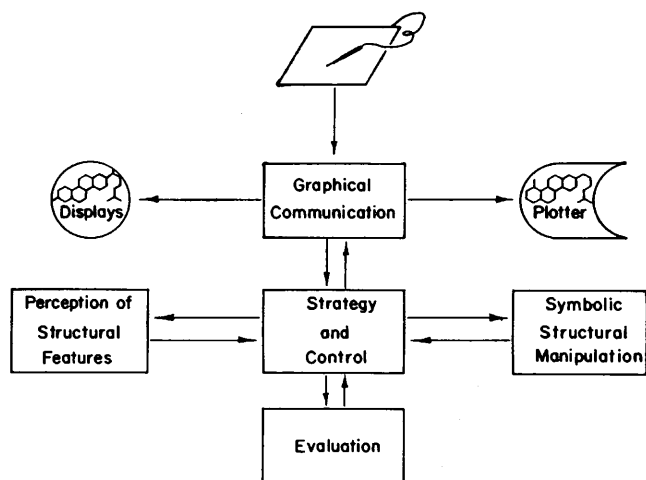 Displays
Graphical
Communication
Plotter
Perception of
Structural
Features
Strategy
and
Control
Symbolic
Structural
Manipulation
Evaluation